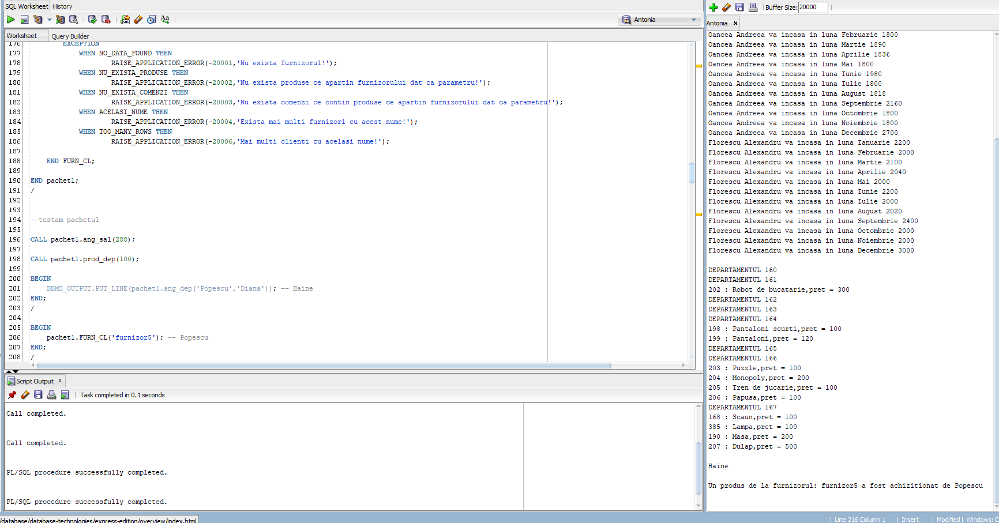 SQL Worksheet History
Antonia
Worksheet Query Builder
176 EXCEPTION
177 WHEN NO_DATA_FOUND THEN
178 RAISE_APPLICATION_ERROR(-20001,'Nu exista furnizorul!');
179 WHEN NU_EXISTA_PRODUSE THEN
180 RAISE_APPLICATION_ERROR(-20002,'Nu exista produse ce apartin furnizorului dat ca parametru!');
181 WHEN NU_EXISTA_COMENZI THEN
182 RAISE_APPLICATION_ERROR(-20003,'Nu exista comenzi ce contin produse ce apartin furnizorului dat ca parametru!');
183 WHEN ACELASI_NUME THEN
184 RAISE_APPLICATION_ERROR(-20004,'Exista mai multi furnizori cu acest nume!');
185 WHEN TOO_MANY_ROWS THEN
186 RAISE_APPLICATION_ERROR(-20006,'Mai multi clienti cu acelasi nume!');
187
188 END FURN_CL;
189
190 END pachet1;
191 /
192
193
194 --testam pachetul
195
196 CALL pachet1.ang_sal(288);
197
198 CALL pachet1.prod_dep(100);
199
200 BEGIN
201 DBMS_OUTPUT.PUT_LINE(pachet1.ang_dep('Popescu','Diana')); -- Haine
202 END;
203 /
204
205 BEGIN
206 pachet1.FURN_CL('furnizor5'); -- Popescu
207 END;
208 /
Script Output x
Task completed in 0.1 seconds
Call completed.
Call completed.
PL/SQL procedure successfully completed.
PL/SQL procedure successfully completed.
/database/database-technologies/express-edition/overview/index.html
Buffer Size: 20000
Antonia x
Oancea Andreea va incasa in luna Februarie 1800
Oancea Andreea va incasa in luna Martie 1890
Oancea Andreea va incasa in luna Aprilie 1836
Oancea Andreea va incasa in luna Mai 1800
Oancea Andreea va incasa in luna Iunie 1980
Oancea Andreea va incasa in luna Iulie 1800
Oancea Andreea va incasa in luna August 1818
Oancea Andreea va incasa in luna Septembrie 2160
Oancea Andreea va incasa in luna Octombrie 1800
Oancea Andreea va incasa in luna Noiembrie 1800
Oancea Andreea va incasa in luna Decembrie 2700
Florescu Alexandru va incasa in luna Ianuarie 2200
Florescu Alexandru va incasa in luna Februarie 2000
Florescu Alexandru va incasa in luna Martie 2100
Florescu Alexandru va incasa in luna Aprilie 2040
Florescu Alexandru va incasa in luna Mai 2000
Florescu Alexandru va incasa in luna Iunie 2200
Florescu Alexandru va incasa in luna Iulie 2000
Florescu Alexandru va incasa in luna August 2020
Florescu Alexandru va incasa in luna Septembrie 2400
Florescu Alexandru va incasa in luna Octombrie 2000
Florescu Alexandru va incasa in luna Noiembrie 2000
Florescu Alexandru va incasa in luna Decembrie 3000
DEPARTAMENTUL 160
DEPARTAMENTUL 161
202 : Robot de bucatarie,pret = 300
DEPARTAMENTUL 162
DEPARTAMENTUL 163
DEPARTAMENTUL 164
198 : Pantaloni scurti,pret = 100
199 : Pantaloni,pret = 120
DEPARTAMENTUL 165
DEPARTAMENTUL 166
203 : Puzzle,pret = 100
204 : Monopoly,pret = 200
205 : Tren de jucarie,pret = 100
206 : Papusa,pret = 100
DEPARTAMENTUL 167
168 : Scaun,pret = 100
385 : Lampa,pret = 100
190 : Masa,pret = 200
207 : Dulap,pret = 500
Haine
Un produs de la furnizorul: furnizor5 a fost achizitionat de Popescu
Line 216 Column 1 | Insert | Modified | Windows: C